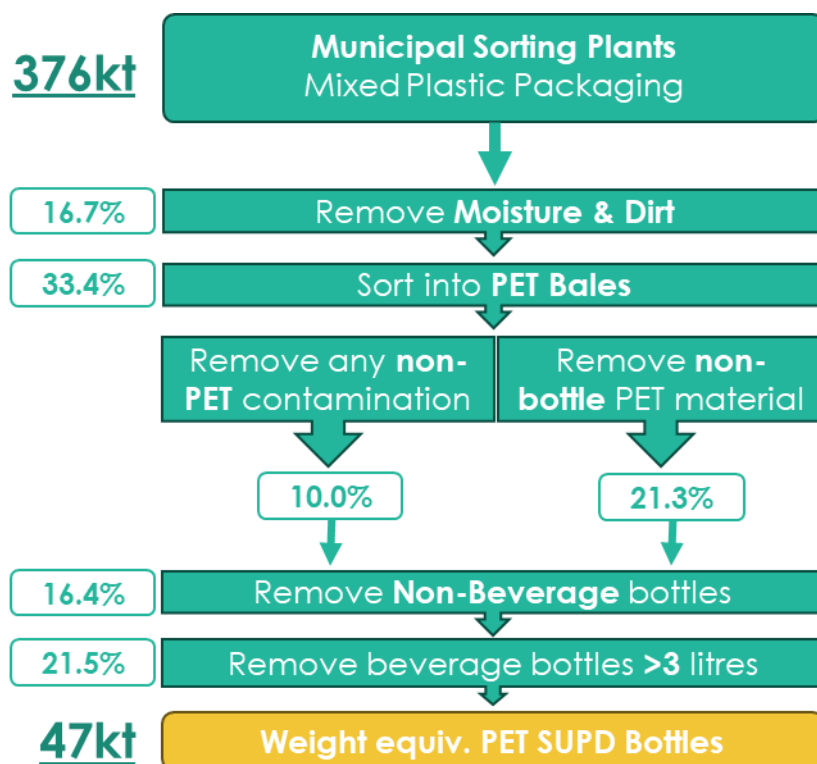 376kt
Municipal Sorting Plants
Mixed Plastic Packaging
16.7%
Remove Moisture & Dirt
33.4%
Sort into PET Bales
Remove any non-
PET contamination
Remove non-
bottle PET material
10.0%
21.3%
16.4%
Remove Non-Beverage bottles
21.5%
Remove beverage bottles >3 litres
47kt
Weight equiv. PET SUPD Bottles